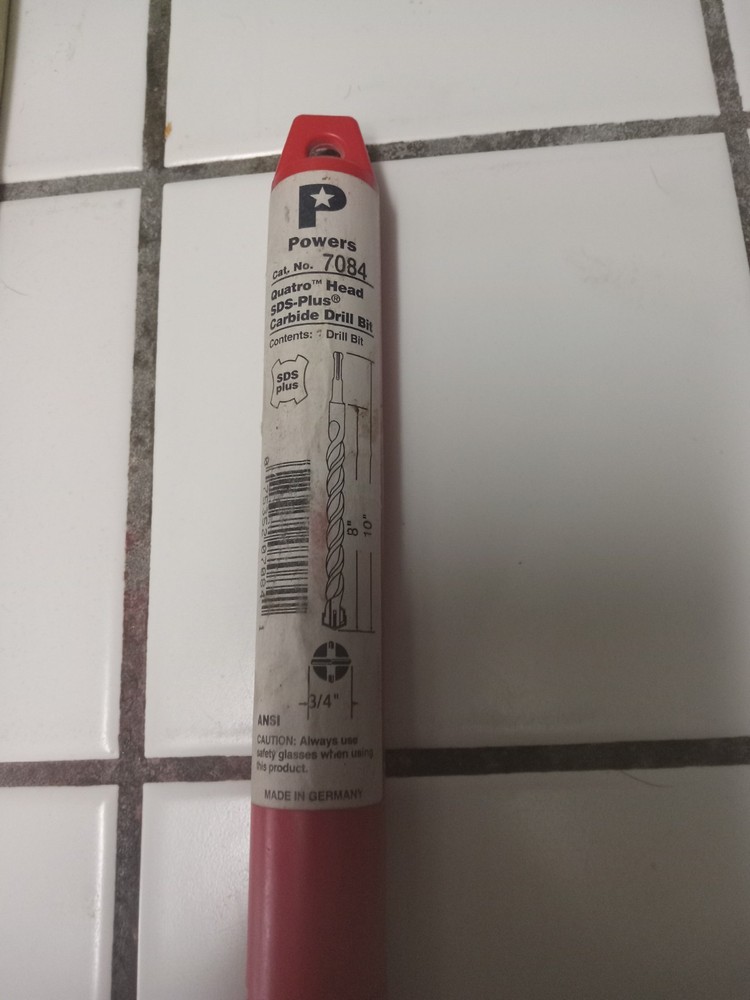 P
Powers
Cat. No. 7084
Quatro™ Head
SDS-Plus®
Carbide Drill Bit
Contents: Drill Bit
SDS
plus
8"
10"
3/4"
ANSI
CAUTION: Always use
safety glasses when using
this product.
MADE IN GERMANY